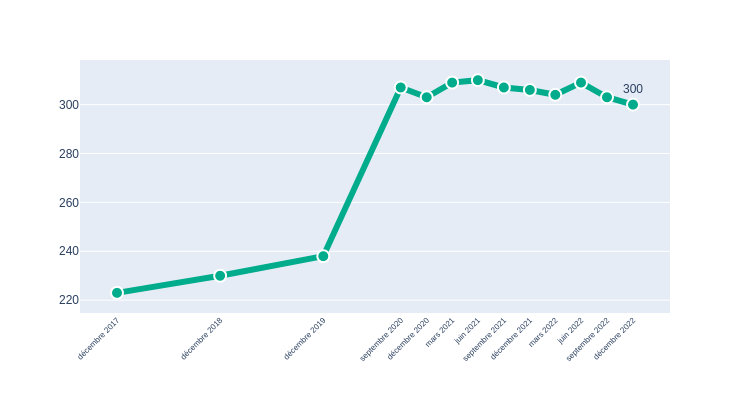 300
300
280
260
240
220
décembre 2017
décembre 2018
décembre 2019
septembre 2020
décembre 2020
mars 2021
juin 2021
septembre 2021
décembre 2021
mars 2022
juin 2022
septembre 2022
décembre 2022